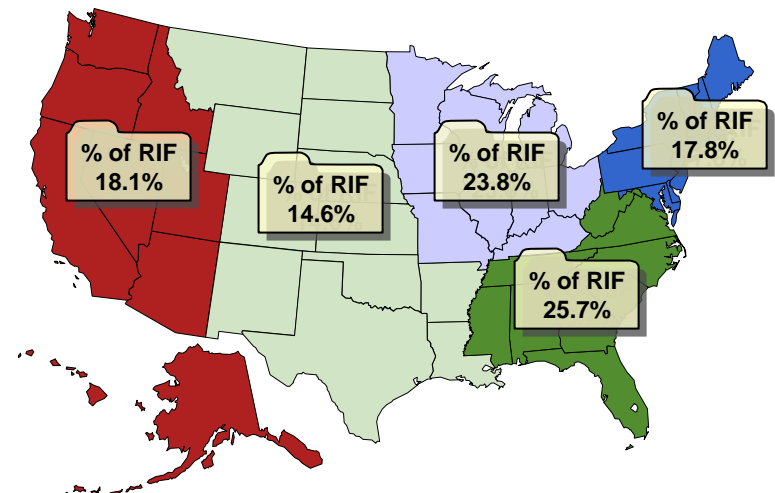 % of RIF
18.1%
% of RIF
14.6%
% of RIF
23.8%
% of RIF
17.8%
% of RIF
25.7%